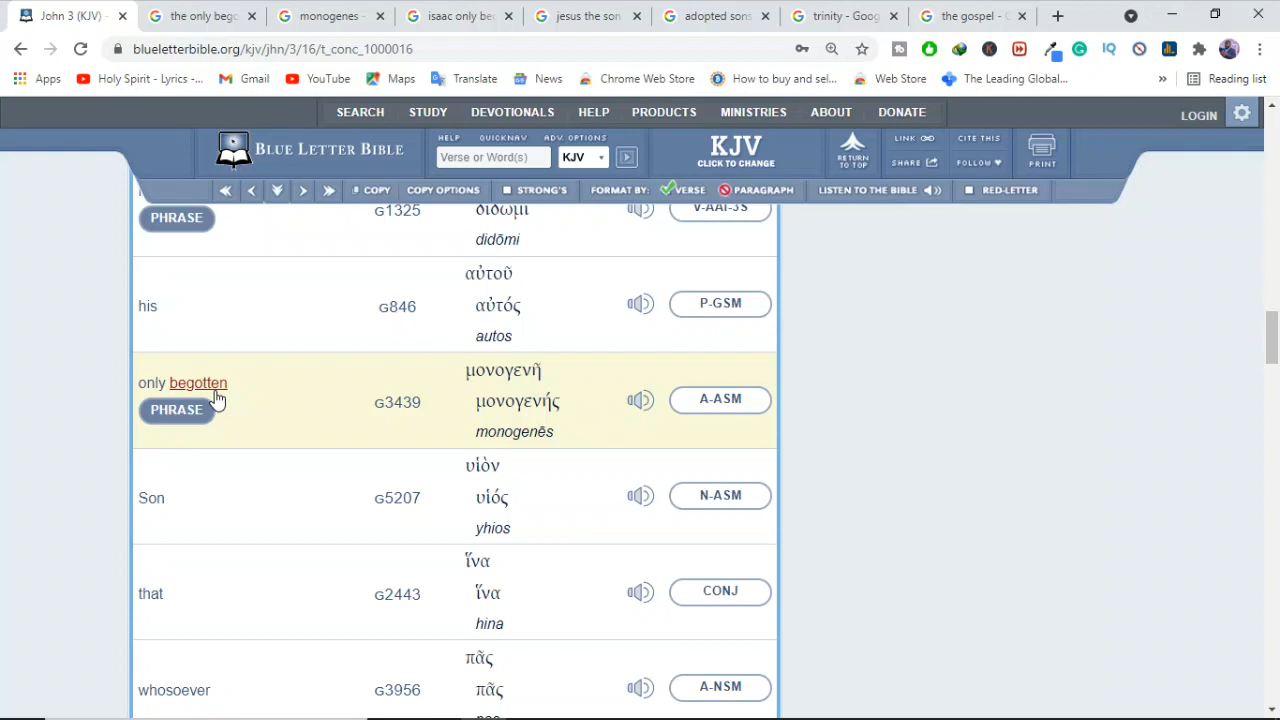 John 3 (KJV) -
the only bego
monogenes -
isaac only be
jesus the son
adopted sons
trinity - Goog
the gospel - G
blueletterbible.org/kjv/jhn/3/16/t_conc_1000016
Apps
Holy Spirit - Lyrics -...
Gmail
YouTube
Maps
Translate
News
Chrome Web Store
How to buy and sel...
Web Store
The Leading Global...
»
Reading list
SEARCH
STUDY
DEVOTIONALS
HELP
PRODUCTS
MINISTRIES
ABOUT
DONATE
LOGIN
BLUE LETTER BIBLE
HELP
QUICKNAV
ADV. OPTIONS
Verse or Word(s)
KJV
KJV
CLICK TO CHANGE
RETURN
TO TOP
LINK
CITE THIS
SHARE
FOLLOW
PRINT
COPY
COPY OPTIONS
STRONG'S
FORMAT BY:
VERSE
PARAGRAPH
LISTEN TO THE BIBLE
RED-LETTER
PHRASE
G1325
δίδωμι
didōmi
V-AAI-3S
his
G846
αὐτοῦ
αὐτός
autos
P-GSM
only begotten
PHRASE
G3439
μονογενῆ
μονογενής
monogenēs
A-ASM
Son
G5207
υἱὸν
υἱός
yhios
N-ASM
that
G2443
ἵνα
ἵνα
hina
CONJ
whosoever
G3956
πᾶς
πᾶς
A-NSM